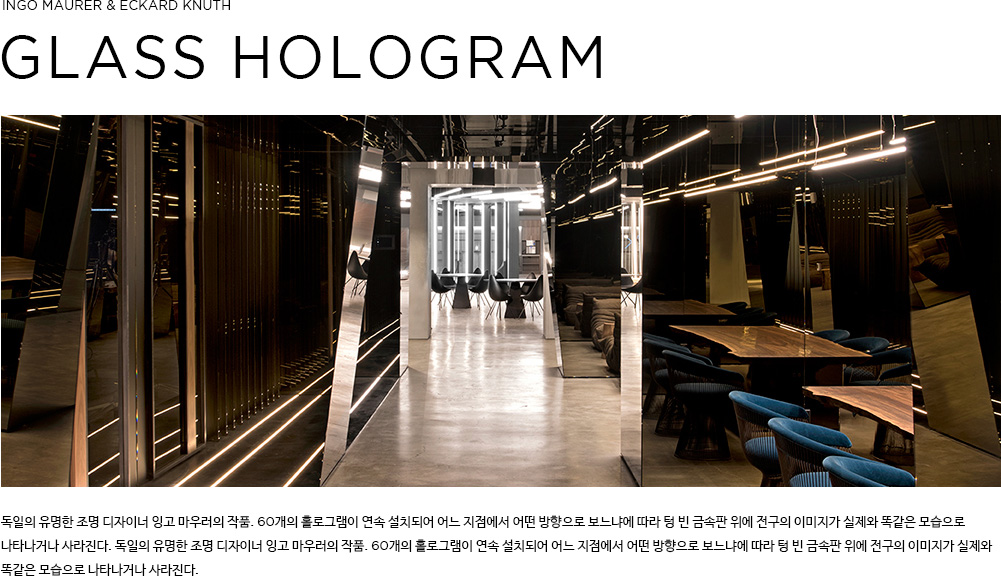 INGO MAURER & ECKARD KNUTH
GLASS HOLOGRAM
독일의 유명한 조명 디자이너 잉고 마우러의 작품. 60개의 홀로그램이 연속 설치되어 어느 지점에서 어떤 방향으로 보느냐에 따라 텅 빈 금속판 위에 전구의 이미지가 실제와 똑같은 모습으로
나타나거나 사라진다. 독일의 유명한 조명 디자이너 잉고 마우러의 작품. 60개의 홀로그램이 연속 설치되어 어느 지점에서 어떤 방향으로 보느냐에 따라 텅 빈 금속판 위에 전구의 이미지가 실제와
똑같은 모습으로 나타나거나 사라진다.